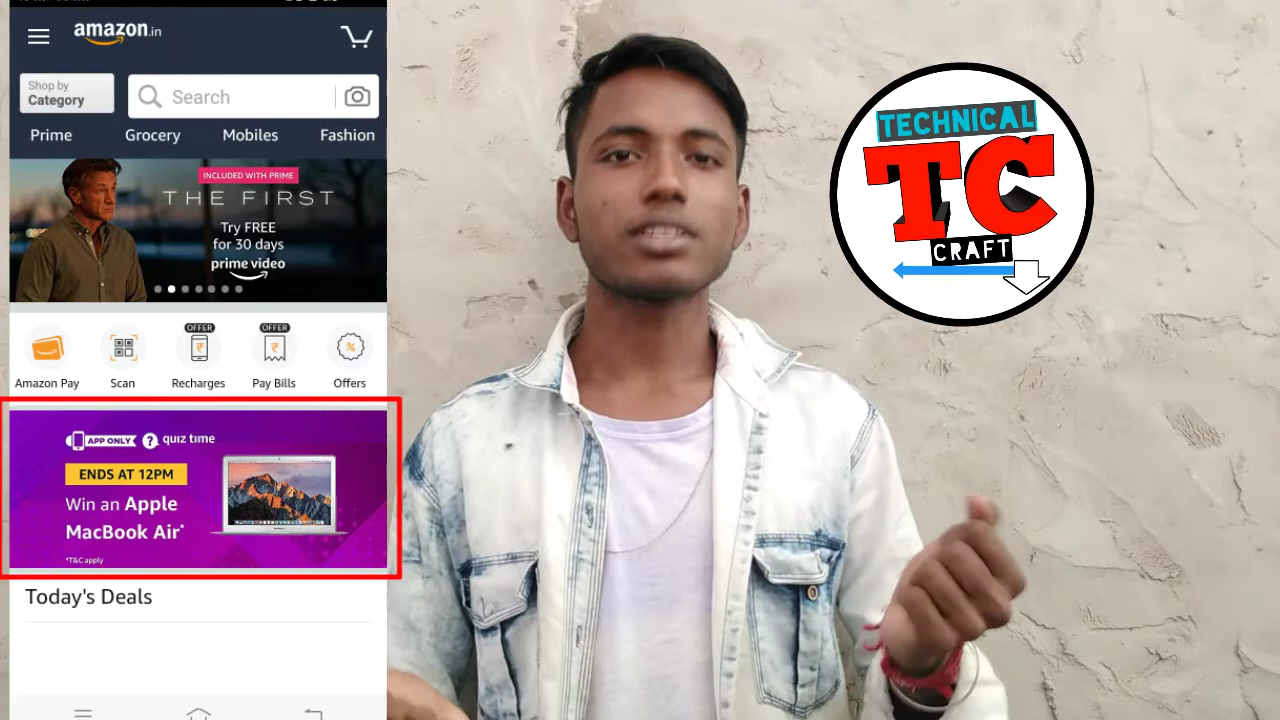 amazon.in
Shop by
Category
Search
Prime
Grocery
Mobiles
Fashion
INCLUDED WITH PRIME
THE FIRST
Try FREE
for 30 days
prime video
OFFER
OFFER
Amazon Pay
Scan
Recharges
Pay Bills
Offers
APP ONLY
? quiz time
ENDS AT 12PM
Win an Apple
MacBook Air*
*T&C apply
Today's Deals
TECHNICAL
TC
CRAFT